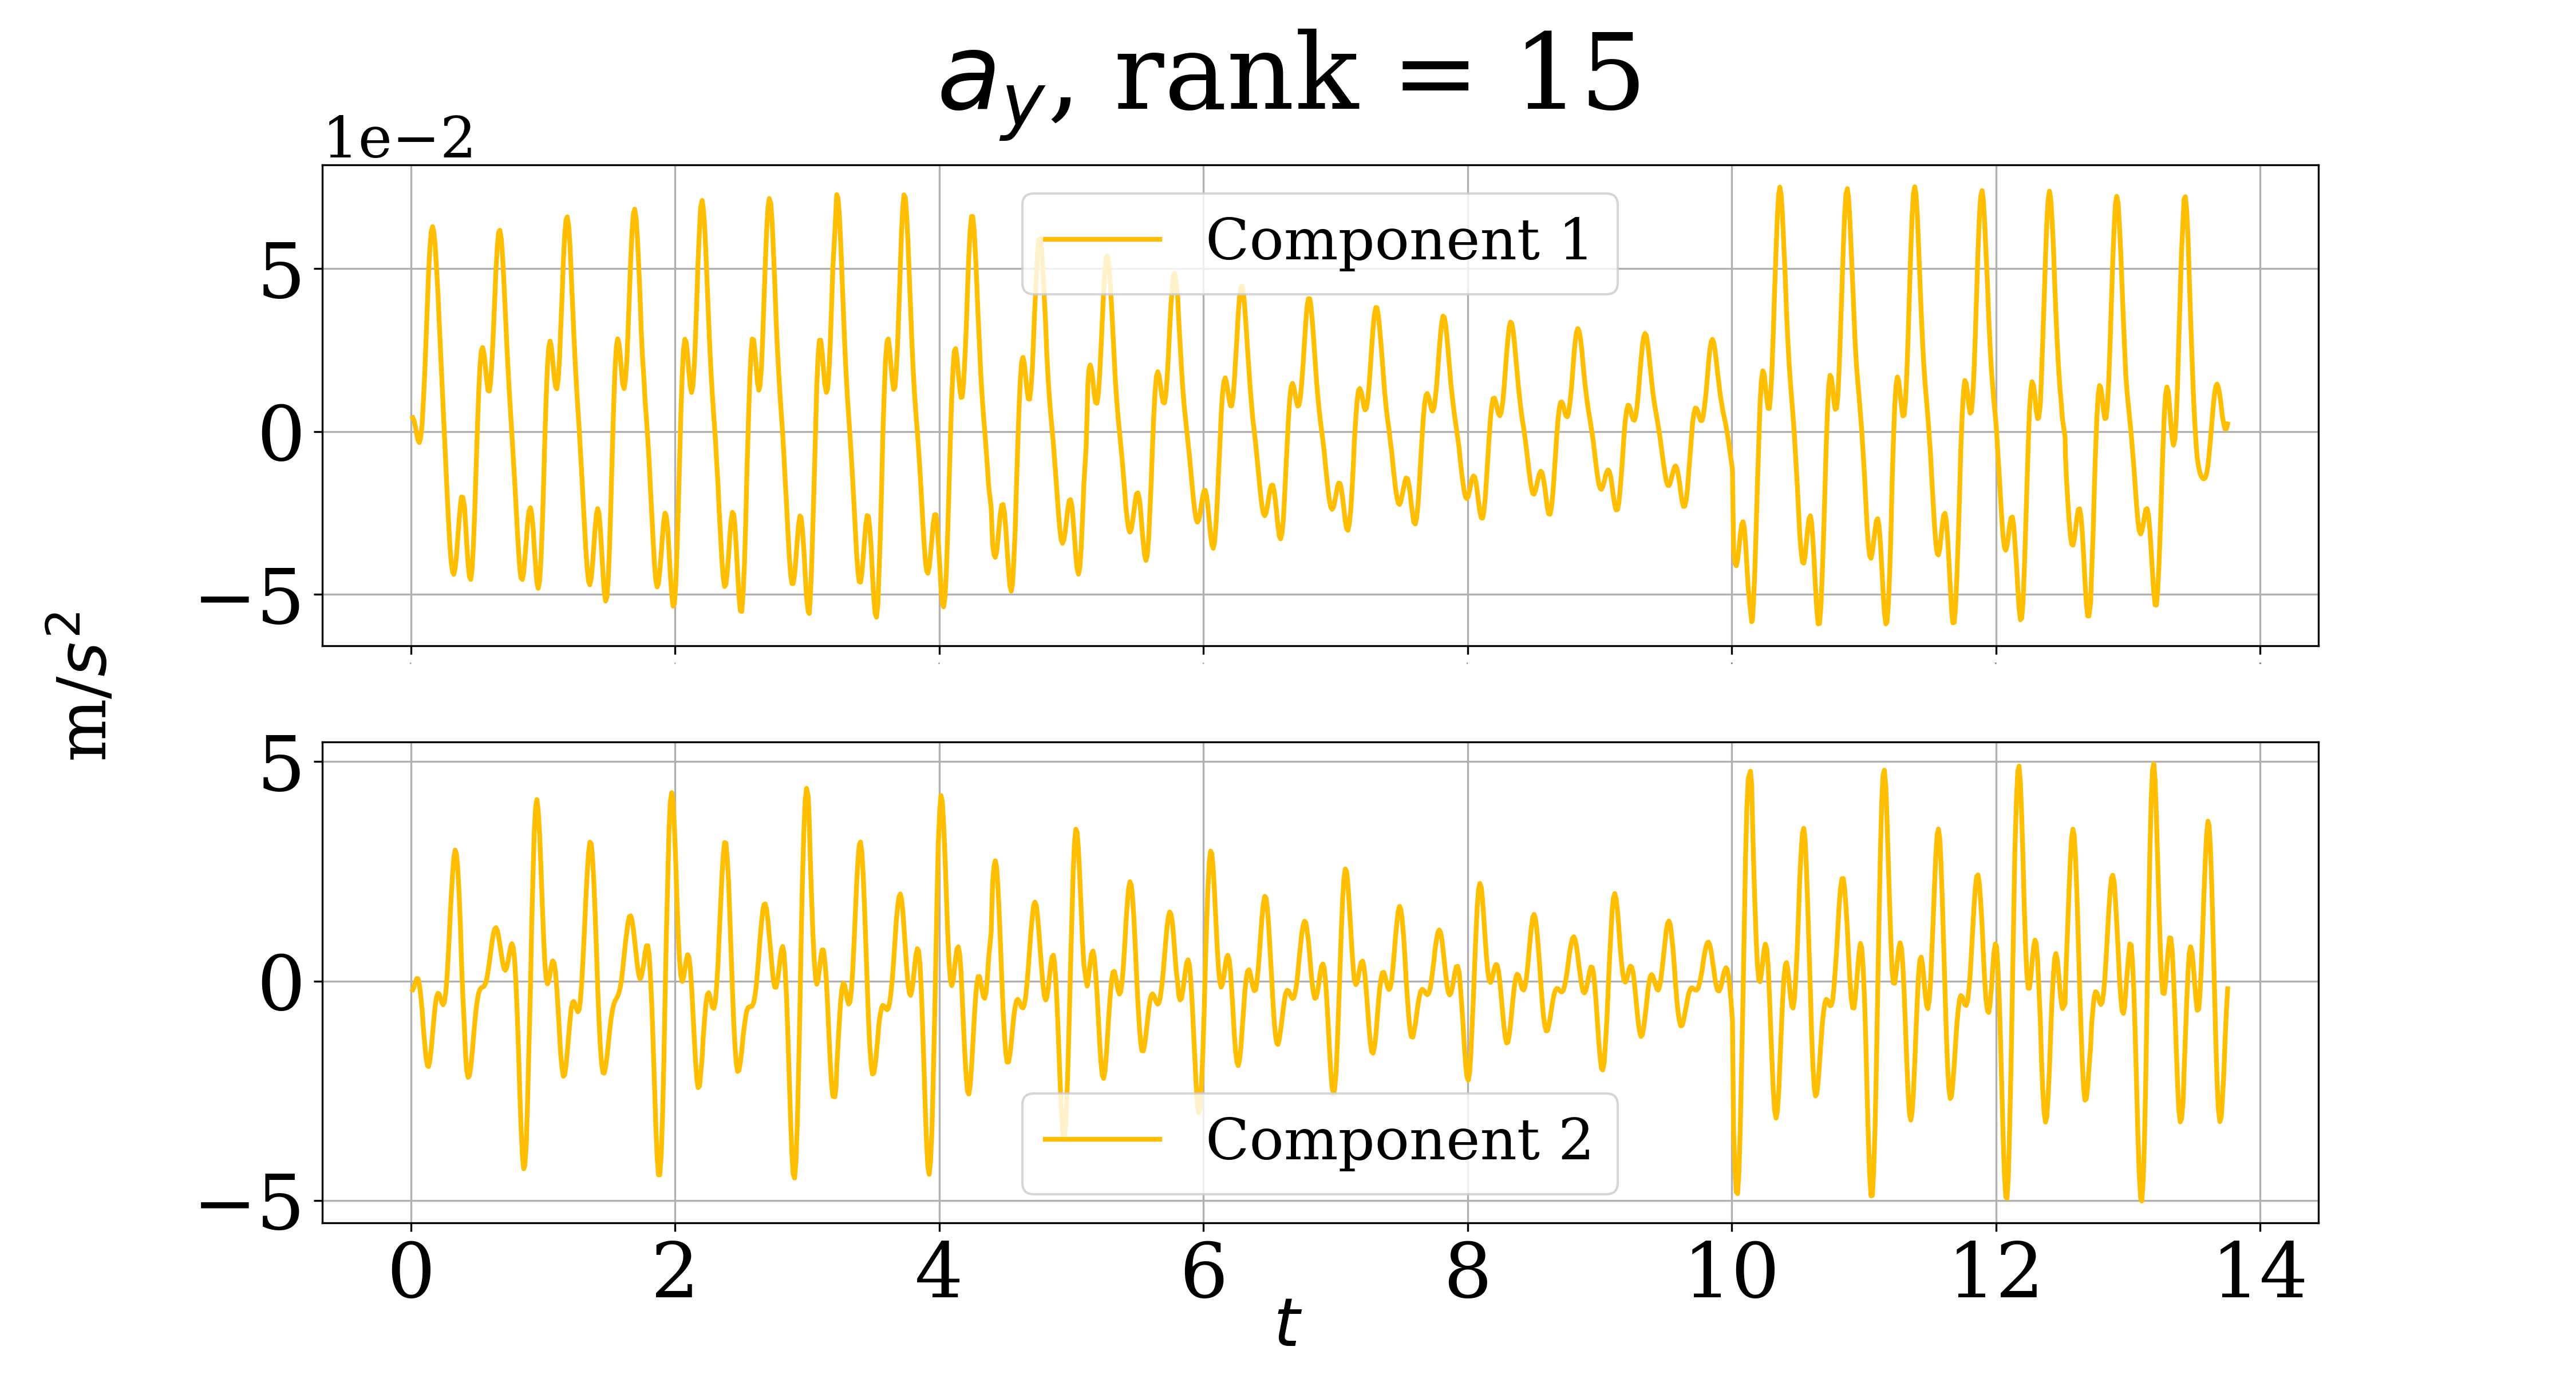 a_y, rank = 15
1e−2
5
0
−5
Component 1
m/s²
5
0
−5
Component 2
0 2 4 6 8 10 12 14
t